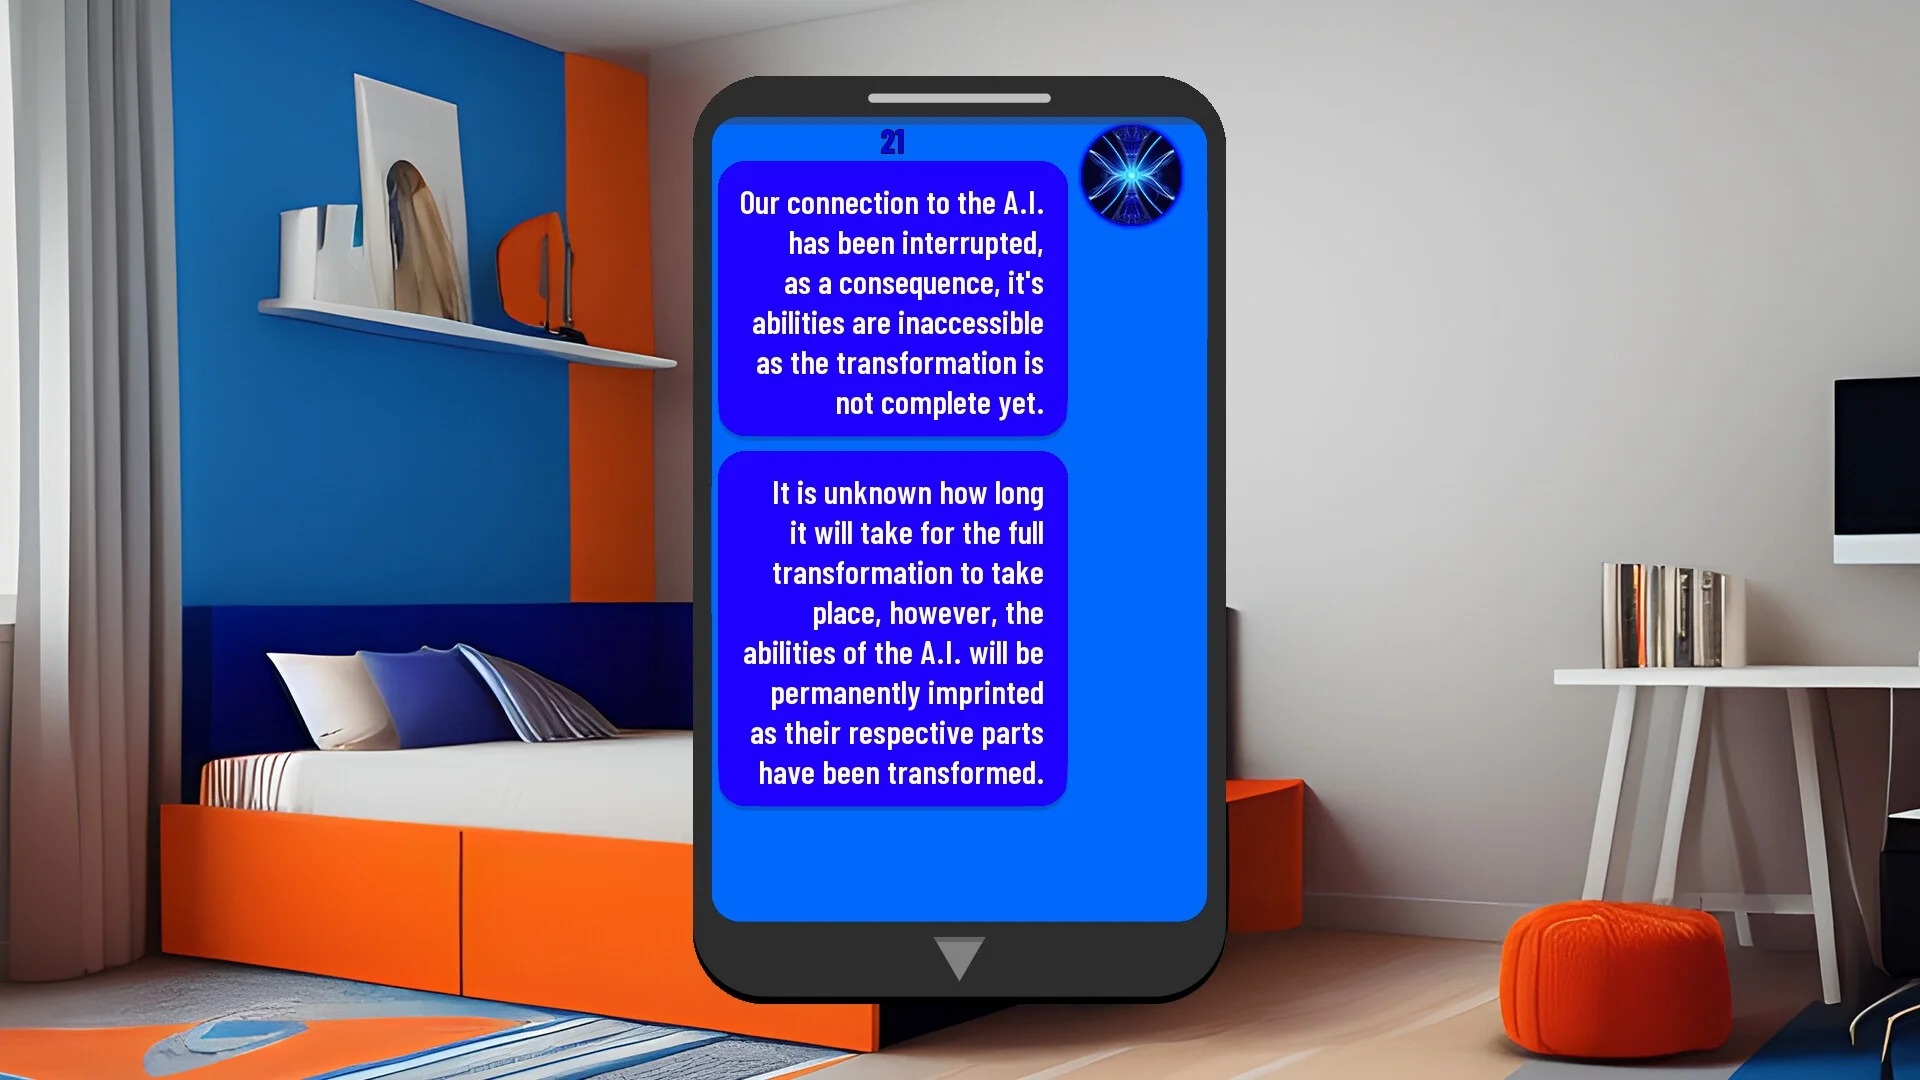 21
Our connection to the A.I.
has been interrupted,
as a consequence, it's
abilities are inaccessible
as the transformation is
not complete yet.
It is unknown how long
it will take for the full
transformation to take
place, however, the
abilities of the A.I. will be
permanently imprinted
as their respective parts
have been transformed.